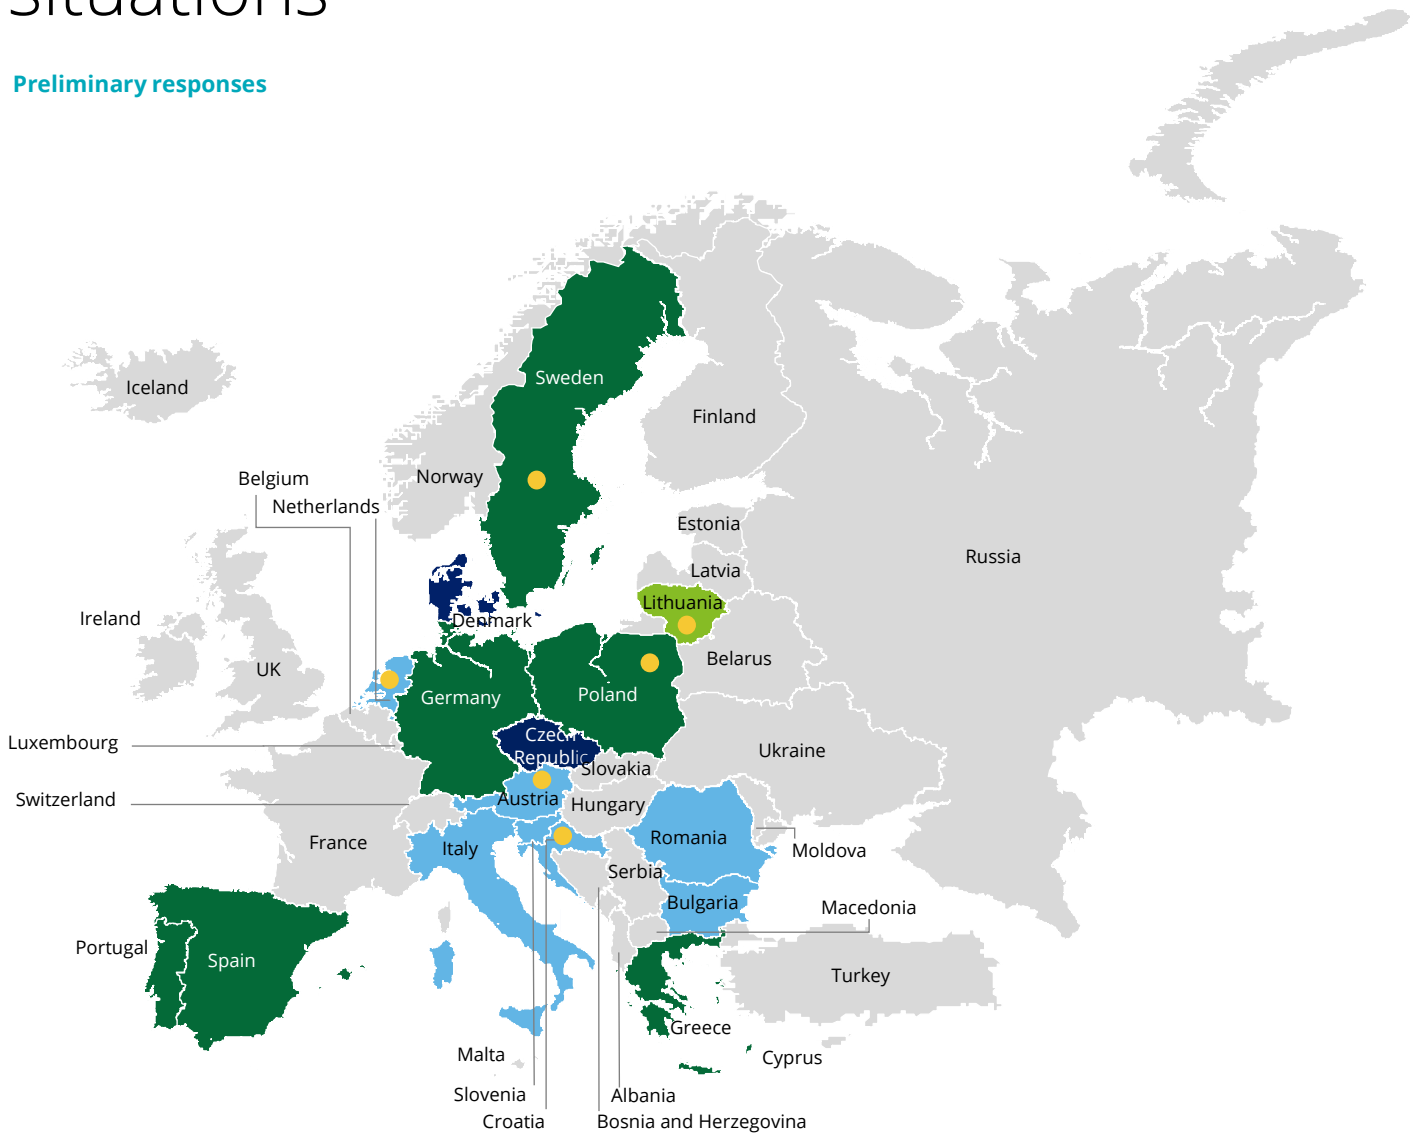 Situations
Preliminary responses
Iceland
Sweden
Finland
Norway
Belgium
Netherlands
Estonia
Russia
Latvia
Lithuania
Ireland
Denmark
UK
Belarus
Germany
Poland
Luxembourg
Czech
Republic
Ukraine
Slovakia
Switzerland
Austria
Hungary
France
Italy
Romania
Moldova
Serbia
Bulgaria
Macedonia
Portugal
Spain
Turkey
Greece
Malta
Cyprus
Slovenia
Albania
Croatia
Bosnia and Herzegovina